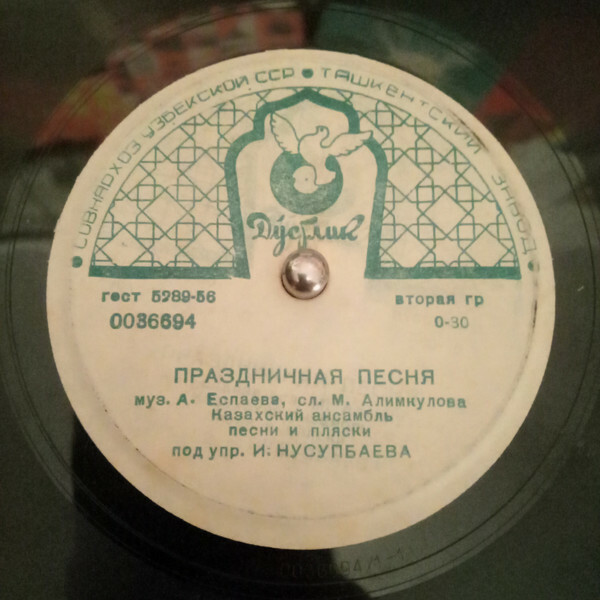 СОВНАРХОЗ УЗБЕКСКОЙ ССР • ТАШКЕНТСКИЙ ЗАВОД
Дўстлик
гост 5289-56
вторая гр
0036694
0-30
ПРАЗДНИЧНАЯ ПЕСНЯ
муз. А. Еспаева, сл. М. Алимкулова
Казахский ансамбль
песни и пляски
под упр. И. НУСУПБАЕВА